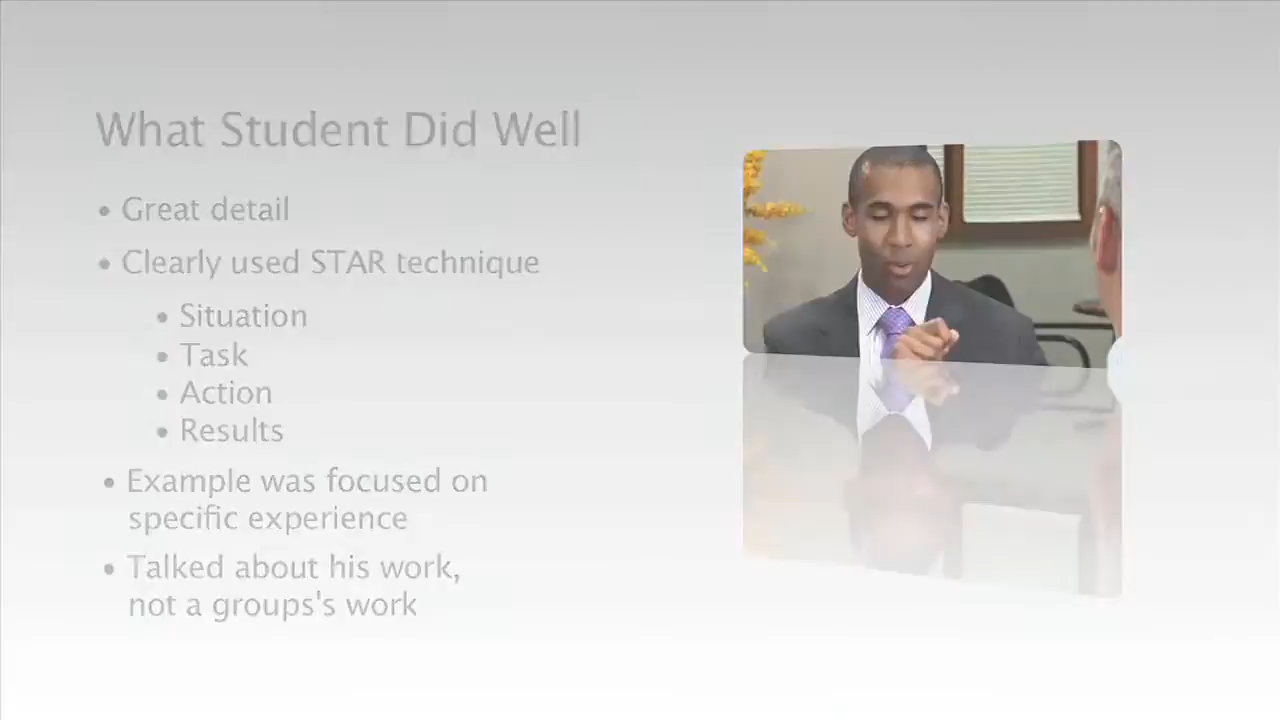 What Student Did Well
• Great detail
• Clearly used STAR technique
• Situation
• Task
• Action
• Results
• Example was focused on
specific experience
• Talked about his work,
not a groups's work